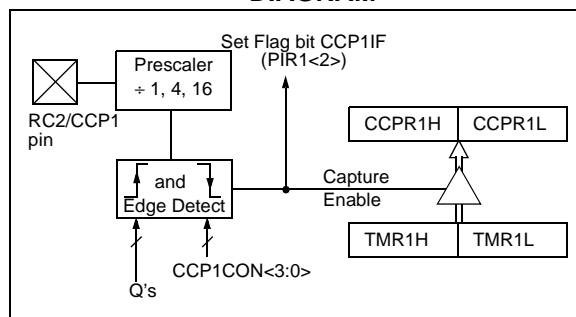 Set Flag bit CCP1IF
(PIR1<2>)
Prescaler
÷ 1, 4, 16
RC2/CCP1
pin
CCPR1H
CCPR1L
and
Edge Detect
Capture
Enable
TMR1H
TMR1L
CCP1CON<3:0>
Q's